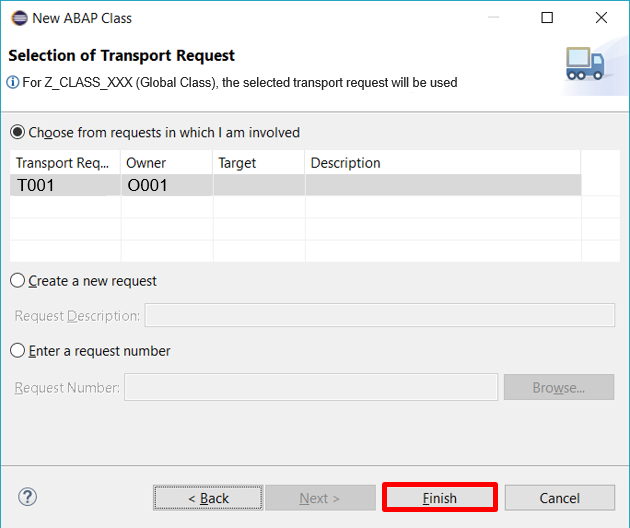 New ABAP Class
Selection of Transport Request
For Z_CLASS_XXX (Global Class), the selected transport request will be used
Choose from requests in which I am involved
Transport Req... Owner Target Description
T001 O001
Create a new request
Request Description:
Enter a request number
Request Number: Browse...
< Back Next > Finish Cancel